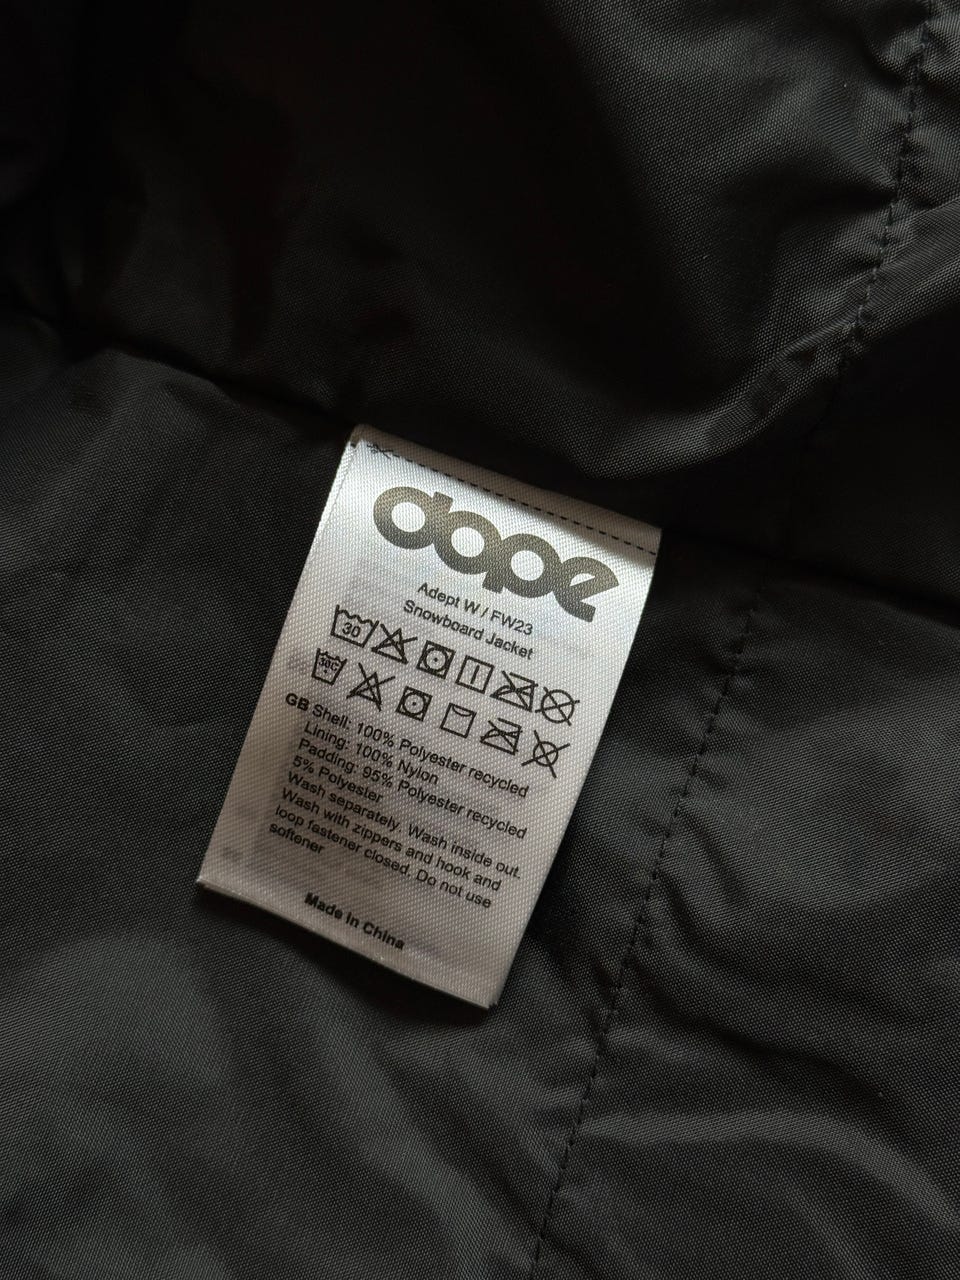 dope
Adept W / FW23
Snowboard Jacket
30
30C
GB Shell: 100% Polyester recycled
Lining: 100% Nylon
Padding: 95% Polyester recycled
5% Polyester
Wash separately. Wash inside out.
Wash with zippers and hook and
loop fastener closed. Do not use
softener
Made in China